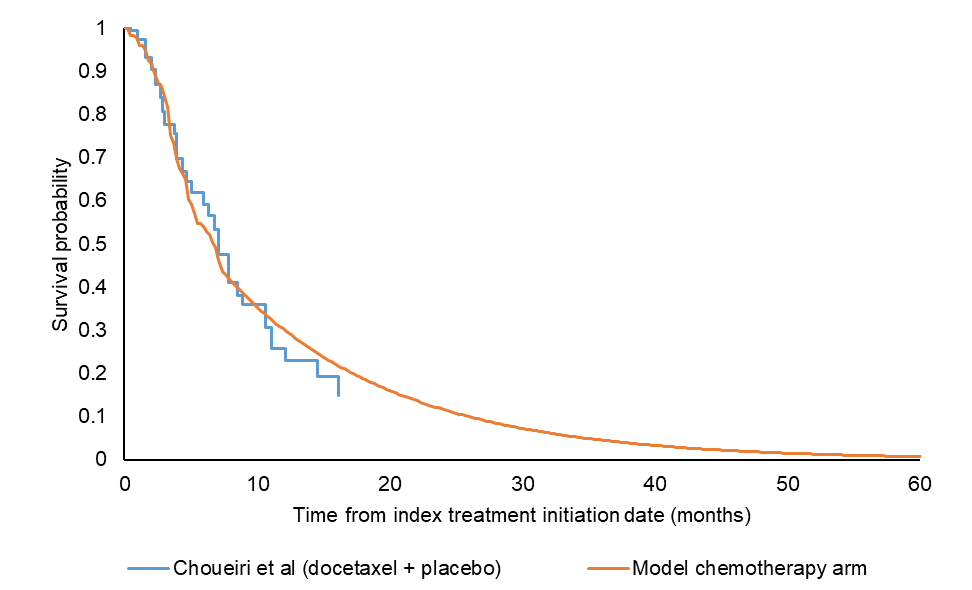 1
0.9
0.8
0.7
0.6
0.5
0.4
0.3
0.2
0.1
0
Survival probability
0 10 20 30 40 50 60
Time from index treatment initiation date (months)
Choueiri et al (docetaxel + placebo) Model chemotherapy arm